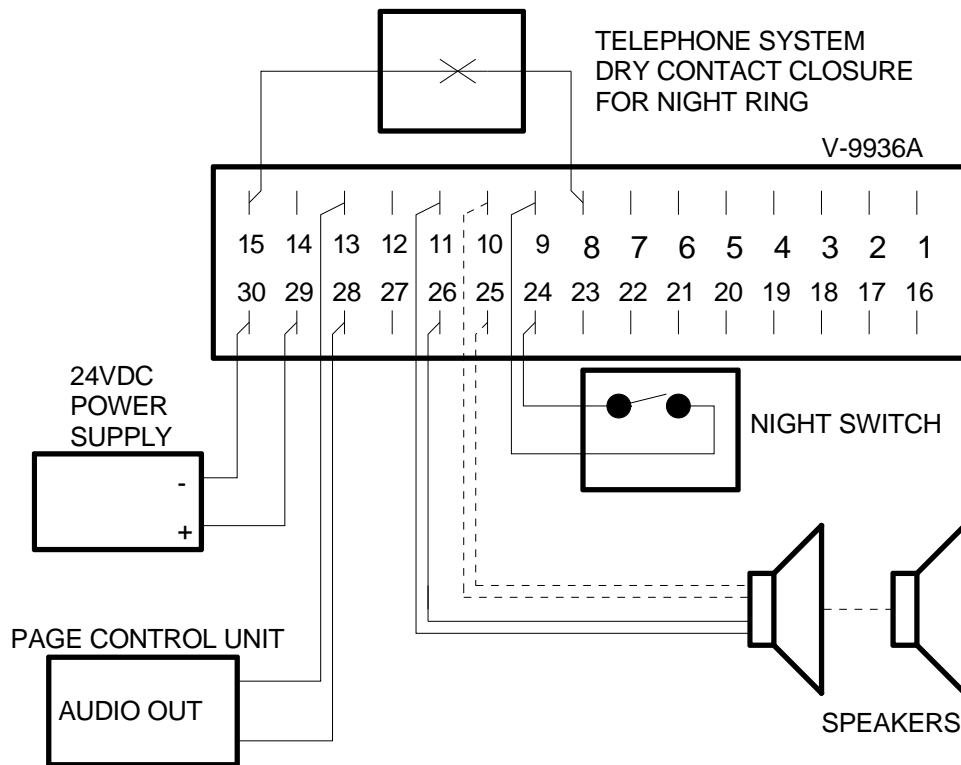 TELEPHONE SYSTEM
DRY CONTACT CLOSURE
FOR NIGHT RING
V-9936A
15 14 13 12 11 10 9 8 7 6 5 4 3 2 1
30 29 28 27 26 25 24 23 22 21 20 19 18 17 16
24VDC
POWER
SUPPLY
-
+
NIGHT SWITCH
PAGE CONTROL UNIT
AUDIO OUT
SPEAKERS